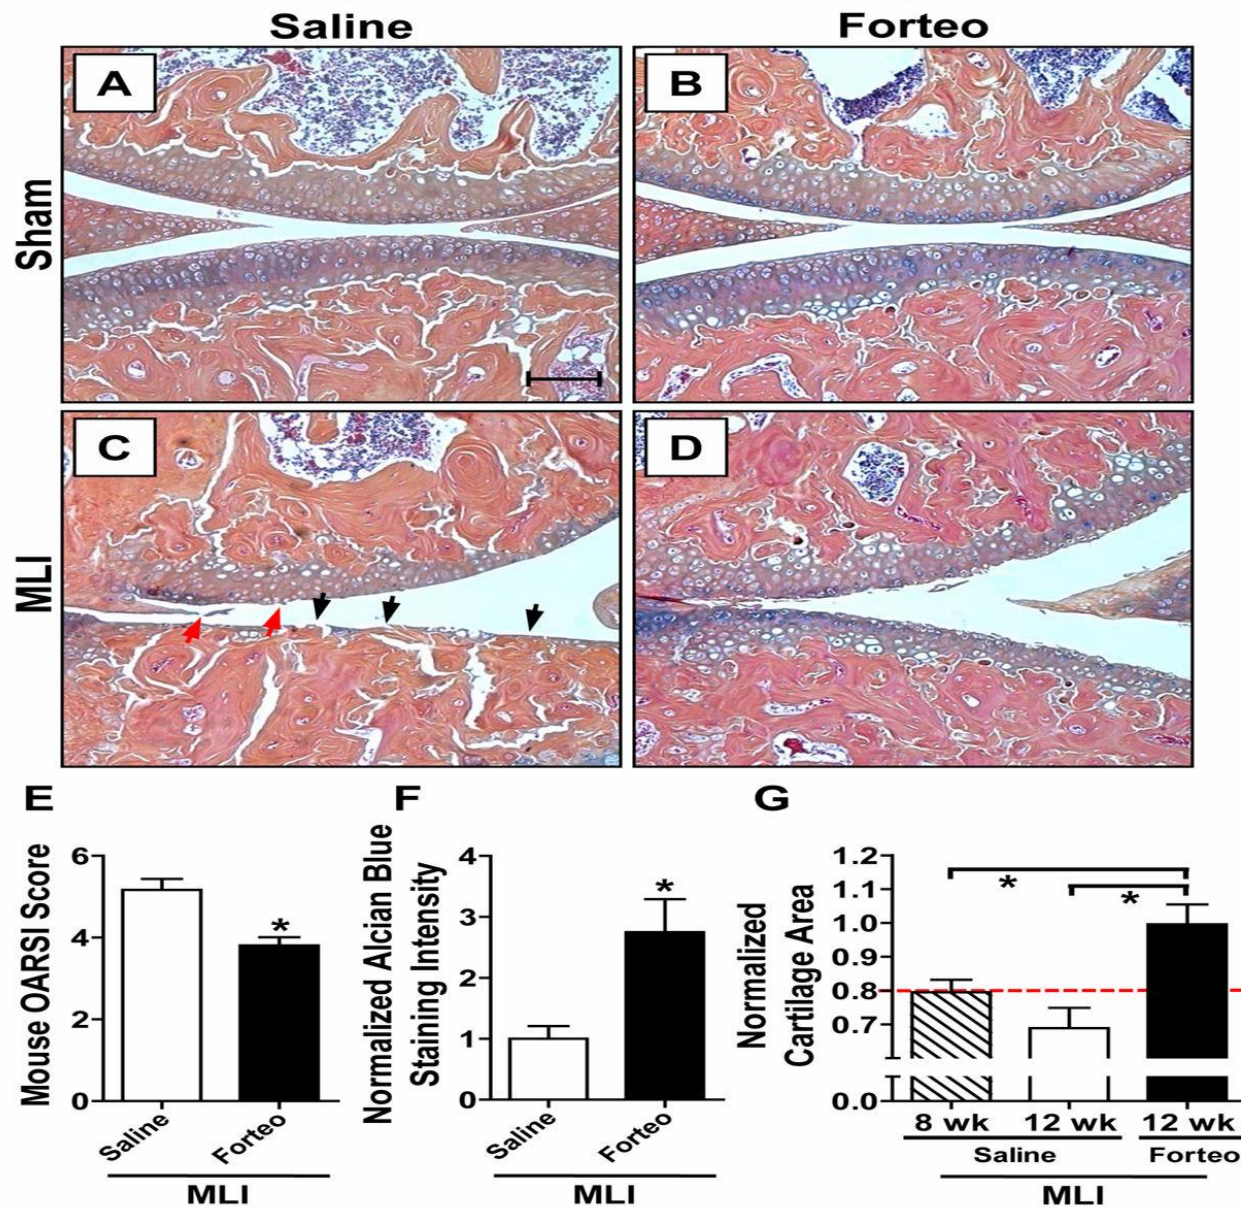 Saline Forteo
Sham
A B
MLI
C D
E
Mouse OARSI Score
6
4
2
0
*
Saline Forteo
MLI
F
Normalized Alcian Blue
Staining Intensity
4
3
2
1
0
*
Saline Forteo
MLI
G
Normalized
Cartilage Area
1.2
1.1
1.0
0.9
0.8
0.7
0.0
*
*
8 wk 12 wk 12 wk
Saline Forteo
MLI